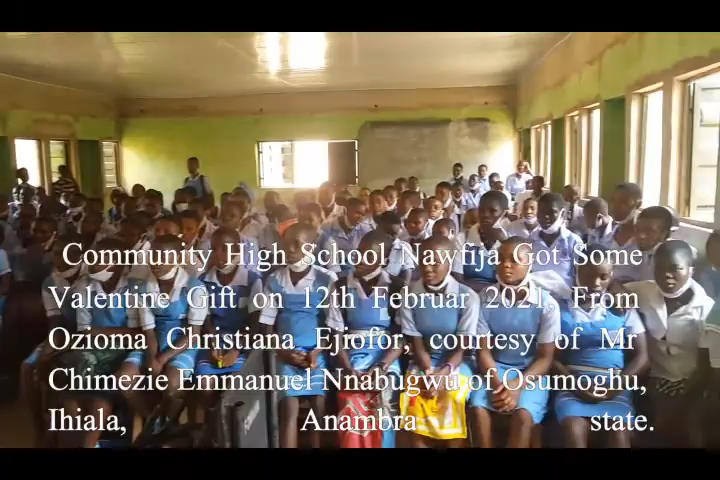 Community High School Nawfija Got Some
Valentine Gift on 12th Februar 2021, From
Ozioma Christiana Ejiofor, courtesy of Mr
Chimezie Emmanuel Nnabugwu of Osumoghu,
Ihiala, Anambra state.